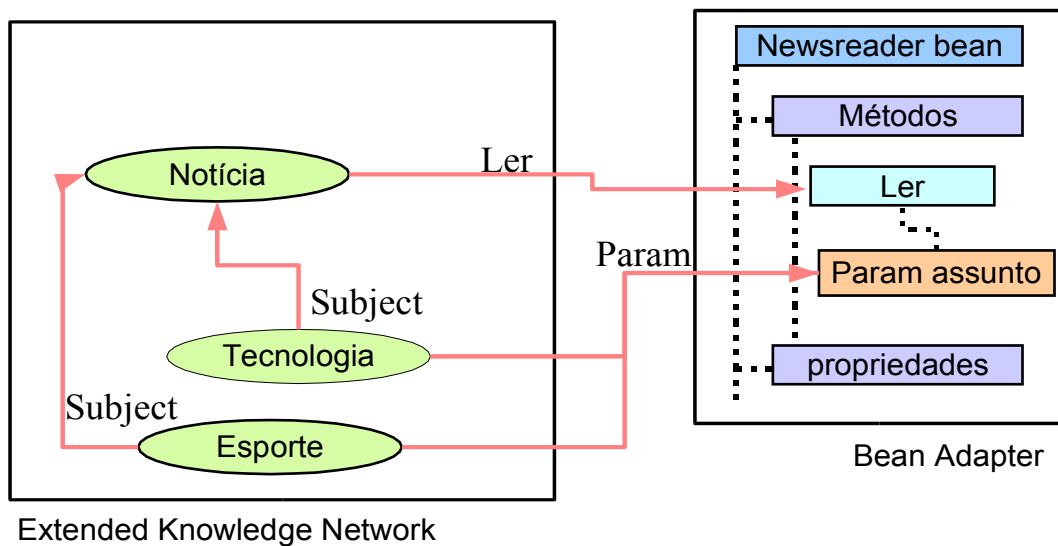 Newsreader bean
Métodos
Ler
Notícia
Ler
Param
Param assunto
Subject
Tecnologia
propriedades
Subject
Esporte
Bean Adapter
Extended Knowledge Network